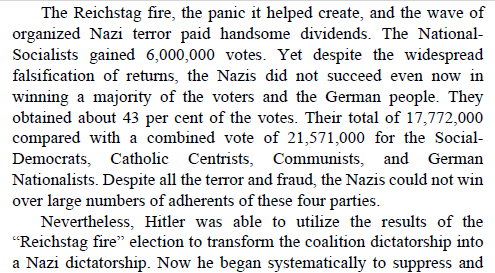 The Reichstag fire, the panic it helped create, and the wave of
organized Nazi terror paid handsome dividends. The National-
Socialists gained 6,000,000 votes. Yet despite the widespread
falsification of returns, the Nazis did not succeed even now in
winning a majority of the voters and the German people. They
obtained about 43 per cent of the votes. Their total of 17,772,000
compared with a combined vote of 21,571,000 for the Social-
Democrats, Catholic Centrists, Communists, and German
Nationalists. Despite all the terror and fraud, the Nazis could not win
over large numbers of adherents of these four parties.
Nevertheless, Hitler was able to utilize the results of the
“Reichstag fire” election to transform the coalition dictatorship into
a Nazi dictatorship. Now he began systematically to suppress and